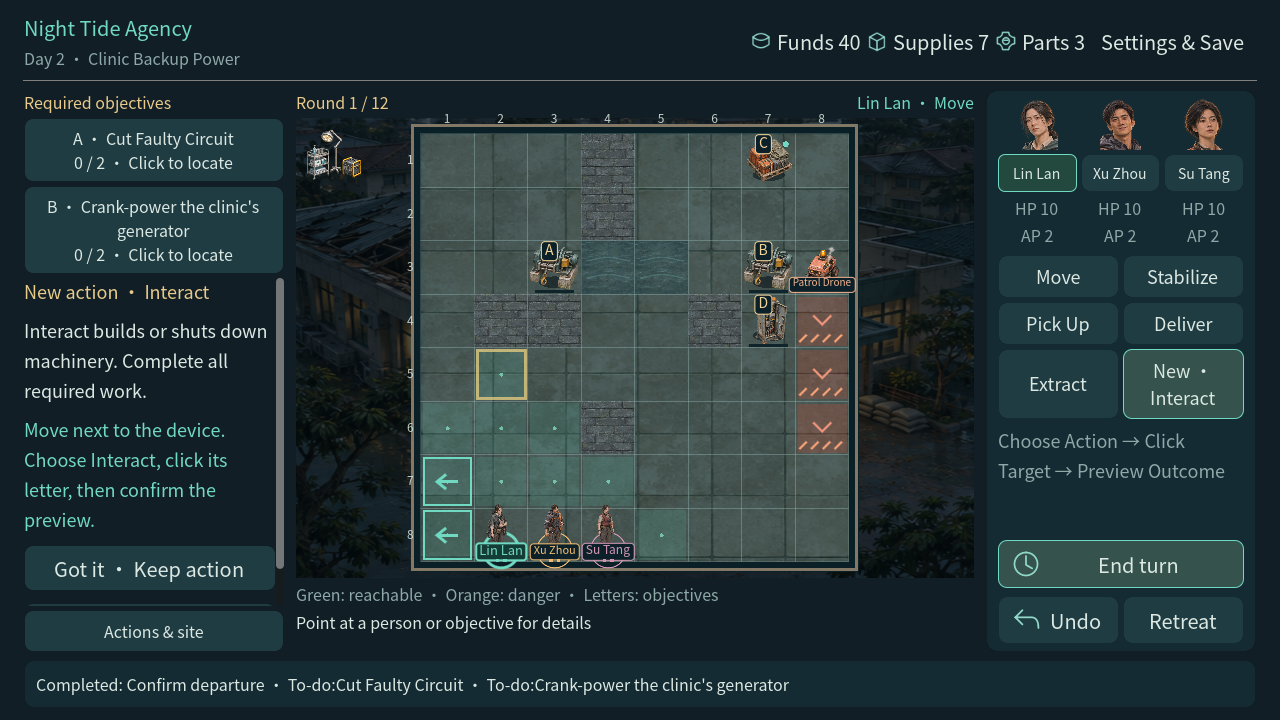 Night Tide Agency
Day 2 • Clinic Backup Power
Funds 40
Supplies 7
Parts 3
Settings & Save
Required objectives
A • Cut Faulty Circuit
0 / 2 • Click to locate
B • Crank-power the clinic's
generator
0 / 2 • Click to locate
New action • Interact
Interact builds or shuts down
machinery. Complete all
required work.
Move next to the device.
Choose Interact, click its
letter, then confirm the
preview.
Got it • Keep action
Actions & site
Round 1 / 12
Lin Lan • Move
1 2 3 4 5 6 7 8
1
C
2
3
A
B
Patrol Drone
4
D
5
6
7
8
Lin Lan
Xu Zhou
Su Tang
Green: reachable • Orange: danger • Letters: objectives
Point at a person or objective for details
Lin Lan
Xu Zhou
Su Tang
HP 10
HP 10
HP 10
AP 2
AP 2
AP 2
Move
Stabilize
Pick Up
Deliver
Extract
New •
Interact
Choose Action → Click
Target → Preview Outcome
End turn
Undo
Retreat
Completed: Confirm departure • To-do:Cut Faulty Circuit • To-do:Crank-power the clinic's generator